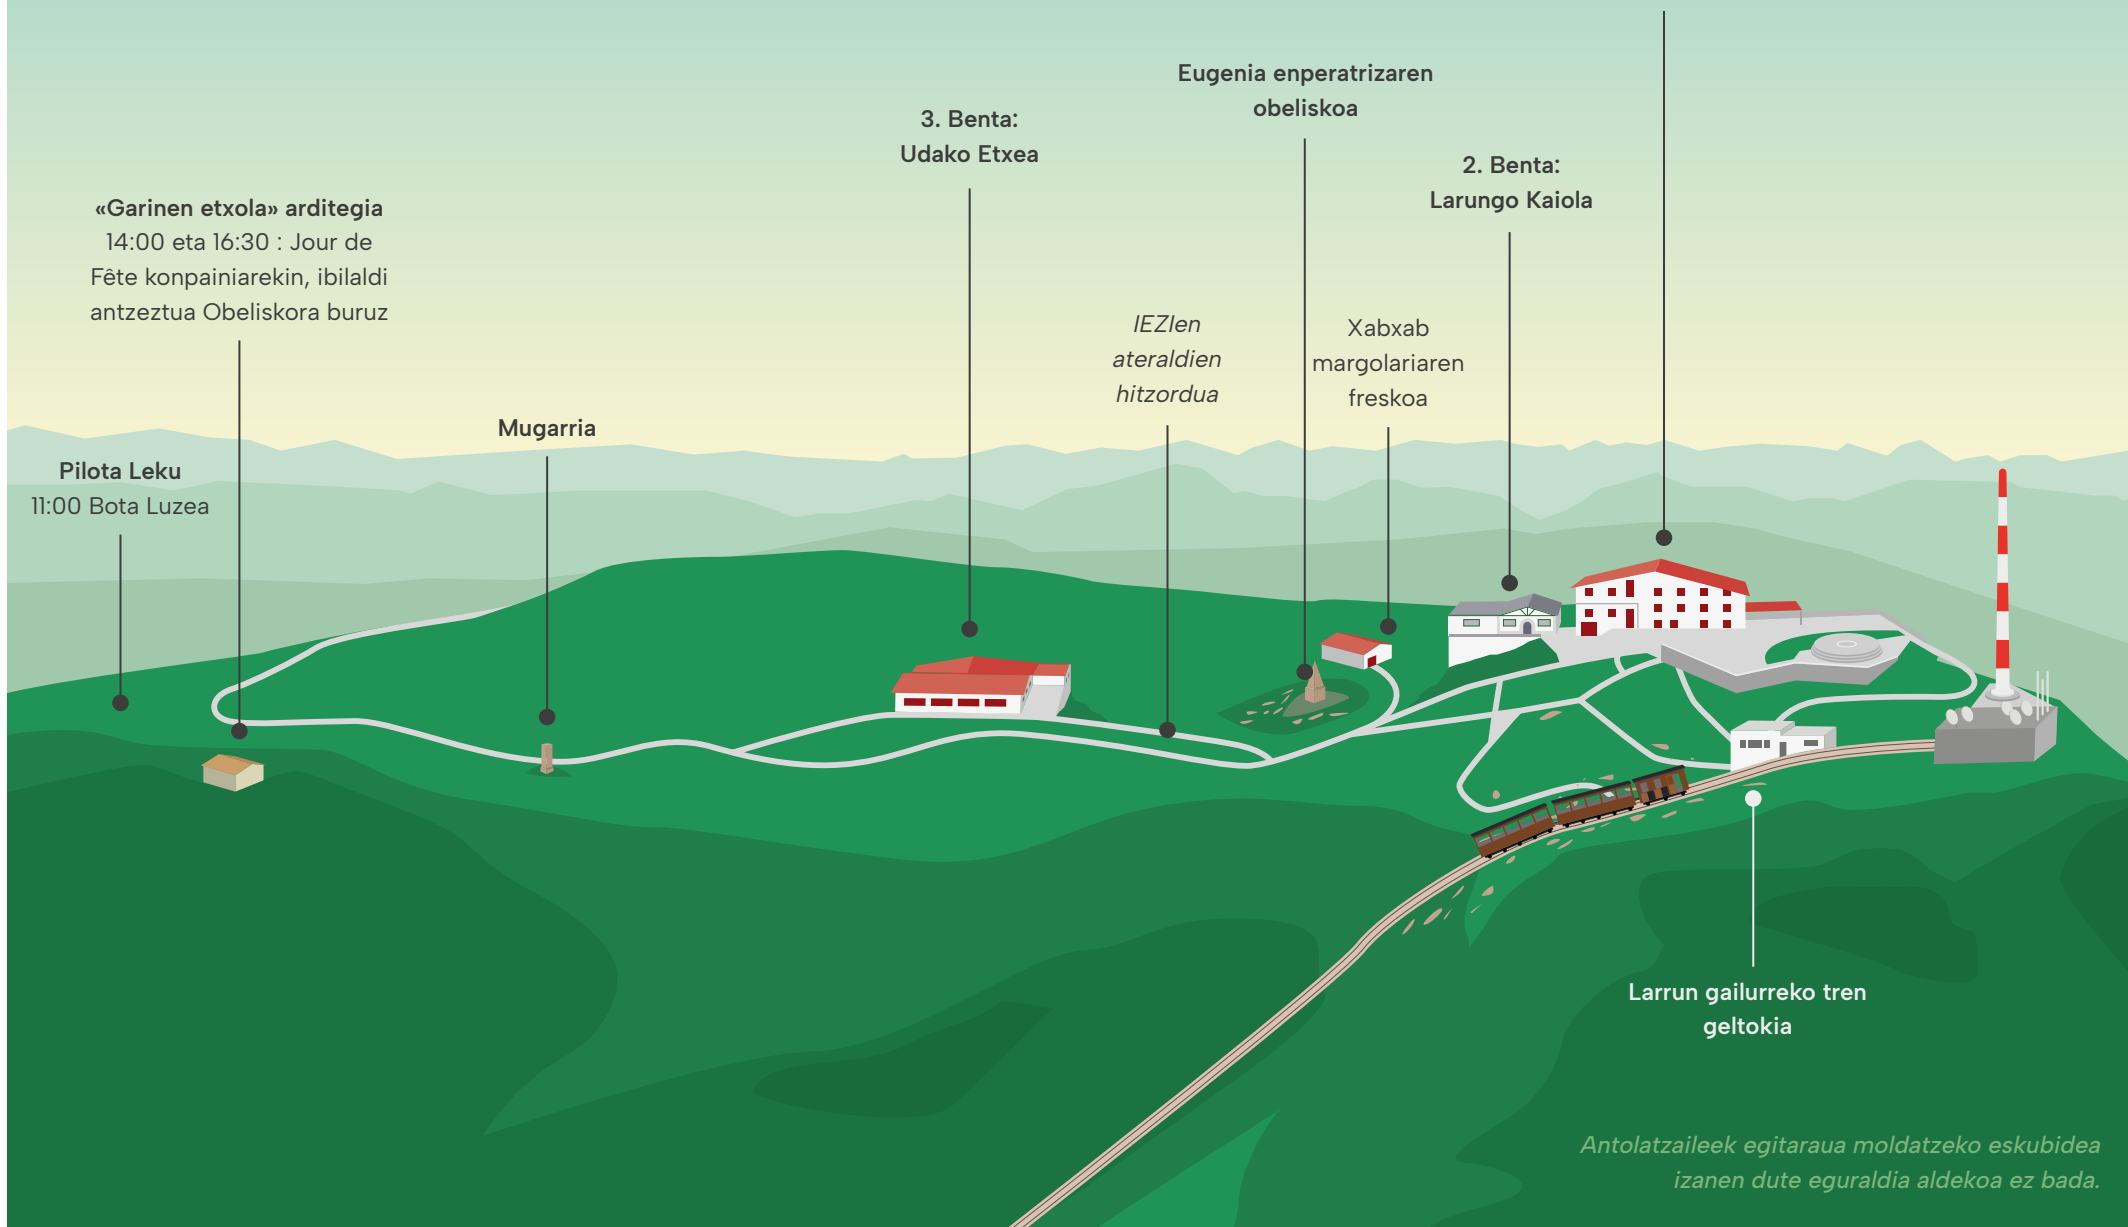 Eugenia enperatrizaren
obeliskoa
3. Benta:
Udako Etxea
2. Benta:
Larungo Kaiola
«Garinen etxola» arditegia
14:00 eta 16:30 : Jour de
Fête konpainiarekin, ibilaldi
antzeztua Obeliskora buruz
IEZIen
ateraldien
hitzordua
Xabxab
margolariaren
freskoa
Mugarria
Pilota Leku
11:00 Bota Luzea
Larrun gailurreko tren
geltokia
Antolatzaileek egitaraua moldatzeko eskubidea
izanen dute eguraldia aldekoa ez bada.